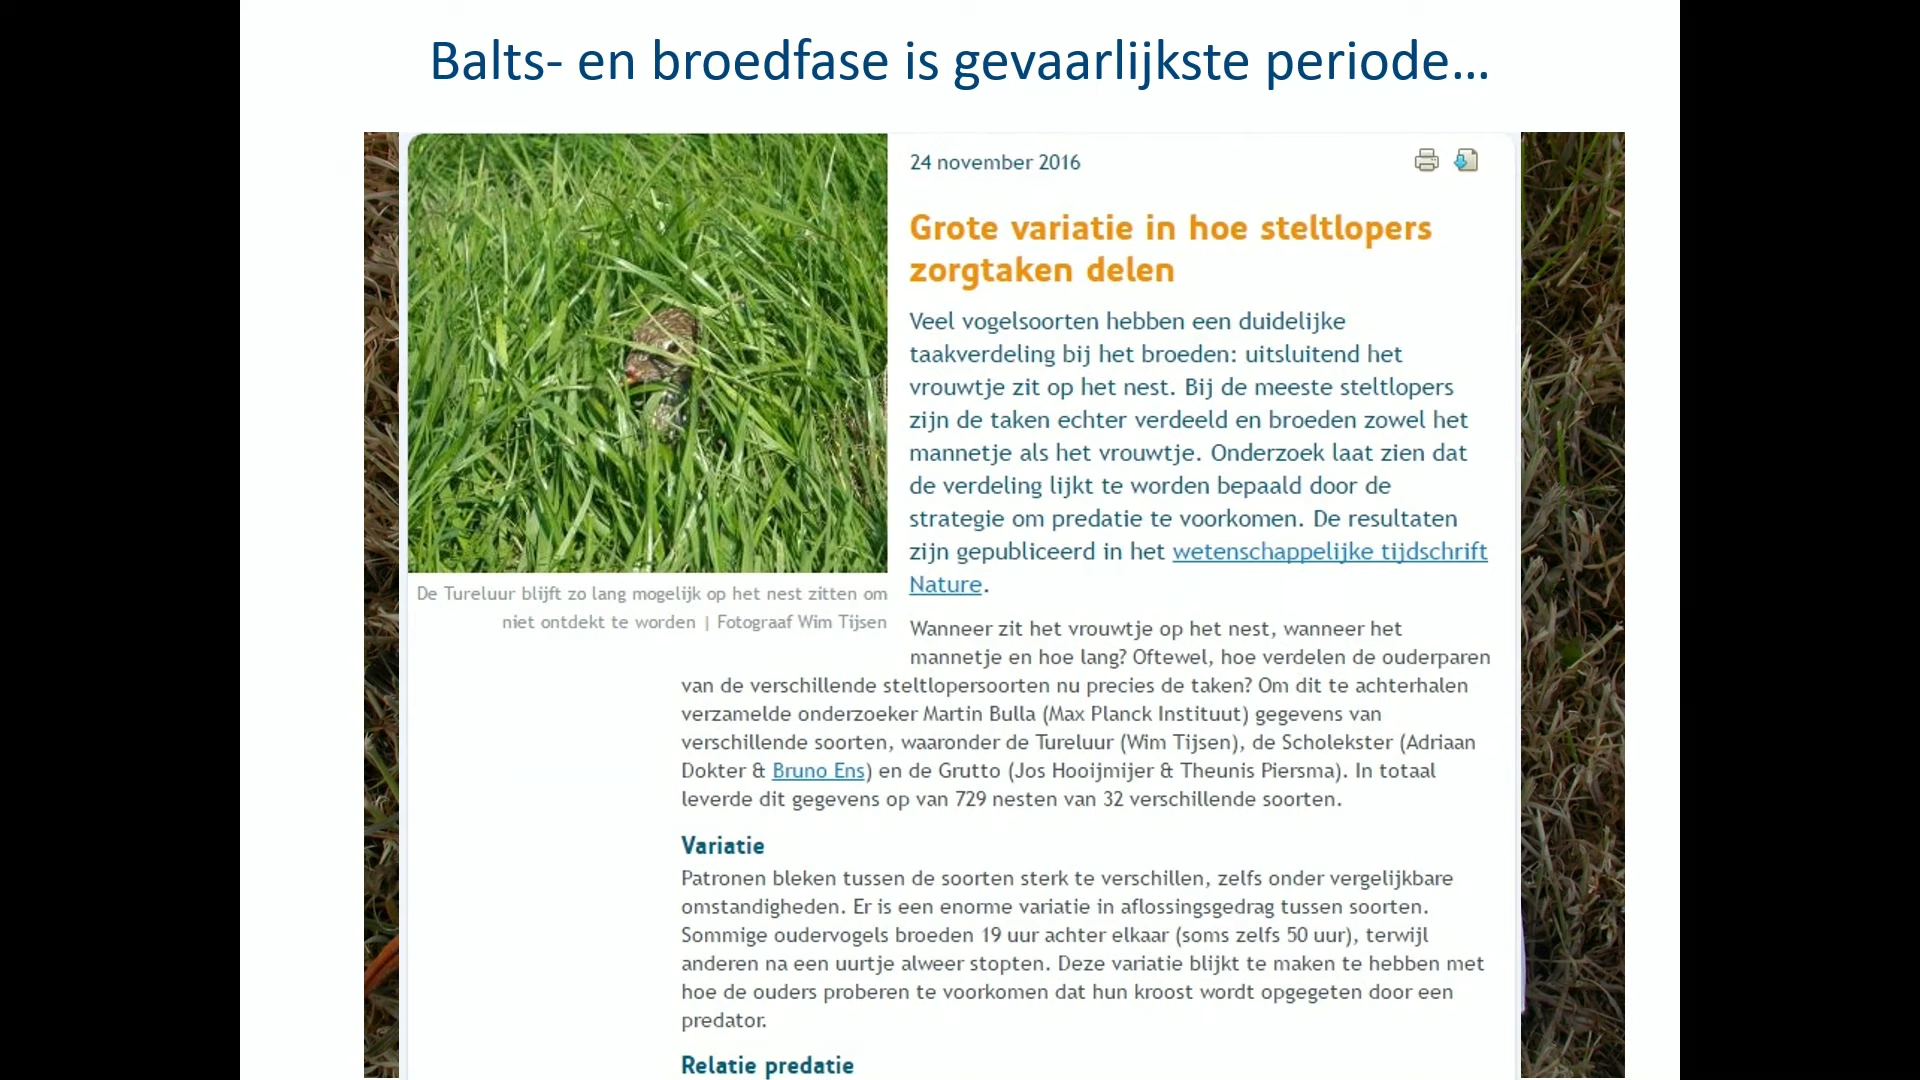 Balts- en broedfase is gevaarlijkste periode...
24 november 2016
Grote variatie in hoe steltlopers
zorgtaken delen
Veel vogelsoorten hebben een duidelijke
taakverdeling bij het broeden: uitsluitend het
vrouwtje zit op het nest. Bij de meeste steltlopers
zijn de taken echter verdeeld en broeden zowel het
mannetje als het vrouwtje. Onderzoek laat zien dat
de verdeling lijkt te worden bepaald door de
strategie om predatie te voorkomen. De resultaten
zijn gepubliceerd in het wetenschappelijke tijdschrift
Nature.
De Tureluur blijft zo lang mogelijk op het nest zitten om
niet ontdekt te worden | Fotograaf Wim Tijsen
Wanneer zit het vrouwtje op het nest, wanneer het
mannetje en hoe lang? Oftewel, hoe verdelen de ouderparen
van de verschillende steltlopersoorten nu precies de taken? Om dit te achterhalen
verzamelde onderzoeker Martin Bulla (Max Planck Instituut) gegevens van
verschillende soorten, waaronder de Tureluur (Wim Tijsen), de Scholekster (Adriaan
Dokter & Bruno Ens) en de Grutto (Jos Hooijmijer & Theunis Piersma). In totaal
leverde dit gegevens op van 729 nesten van 32 verschillende soorten.
Variatie
Patronen bleken tussen de soorten sterk te verschillen, zelfs onder vergelijkbare
omstandigheden. Er is een enorme variatie in aflossingsgedrag tussen soorten.
Sommige oudervogels broeden 19 uur achter elkaar (soms zelfs 50 uur), terwijl
anderen na een uurtje alweer stopten. Deze variatie blijkt te maken te hebben met
hoe de ouders proberen te voorkomen dat hun kroost wordt opgegeten door een
predator.
Relatie predatie